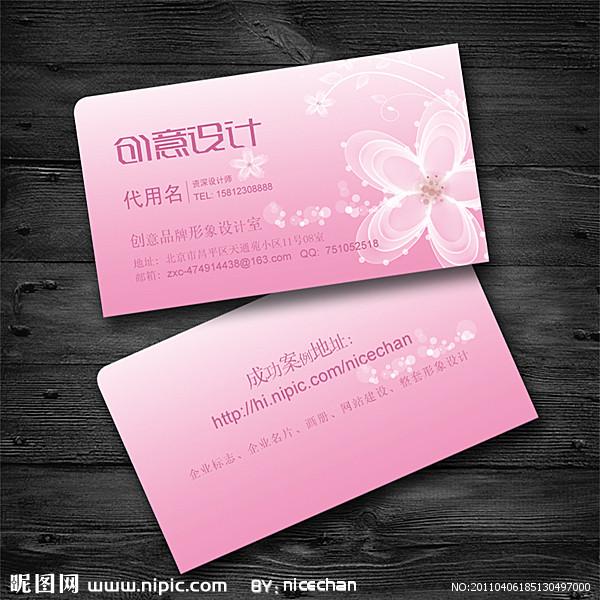 创意设计
代用名
资深设计师
TEL: 15812308888
创意品牌形象设计室
地址：北京市昌平区天通苑小区11号08室
邮箱：zxc-474914438@163.com QQ: 751052518
成功案例地址：
http://hi.nipic.com/nicechan
企业标志、企业名片、画册、网站建设、整套形象设计
昵图网 www.nipic.com BY: nicechan
NO:20110406185130497000